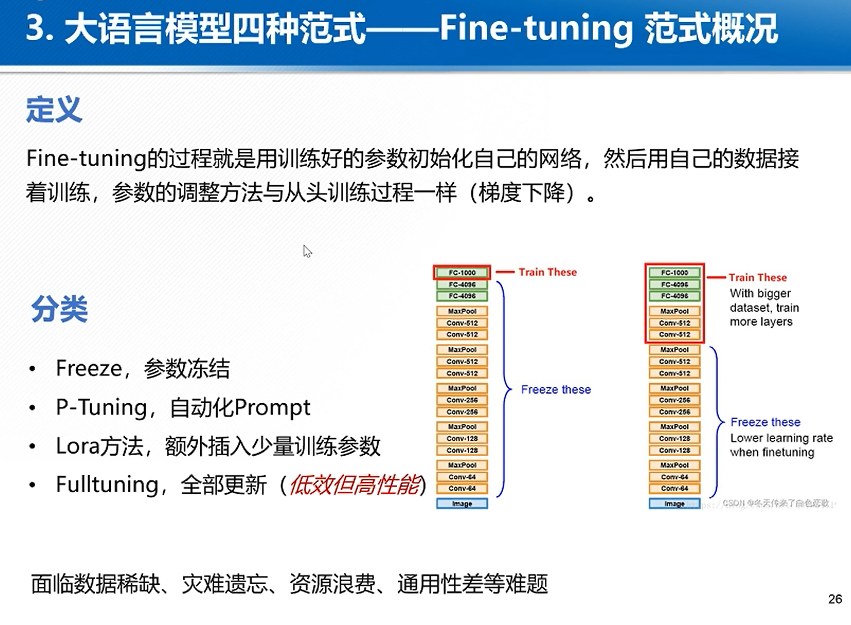 3. 大语言模型四种范式——Fine-tuning 范式概况
定义
Fine-tuning的过程就是用训练好的参数初始化自己的网络，然后用自己的数据接
着训练，参数的调整方法与从头训练过程一样（梯度下降）。
分类
• Freeze，参数冻结
• P-Tuning，自动化Prompt
• Lora方法，额外插入少量训练参数
• Fulltuning，全部更新（低效但高性能）
FC-1000
FC-4096
FC-4096
MaxPool
Conv-512
Conv-512
MaxPool
Conv-512
Conv-512
MaxPool
Conv-256
Conv-256
MaxPool
Conv-128
Conv-128
MaxPool
Conv-64
Conv-64
Image
Train These
Freeze these
FC-1000
FC-4096
FC-4096
MaxPool
Conv-512
Conv-512
MaxPool
Conv-512
Conv-512
MaxPool
Conv-256
Conv-256
MaxPool
Conv-128
Conv-128
MaxPool
Conv-64
Conv-64
Image
Train These
With bigger
dataset, train
more layers
Freeze these
Lower learning rate
when finetuning
CSDN @冬天传来了白色恋歌
面临数据稀缺、灾难遗忘、资源浪费、通用性差等难题
26